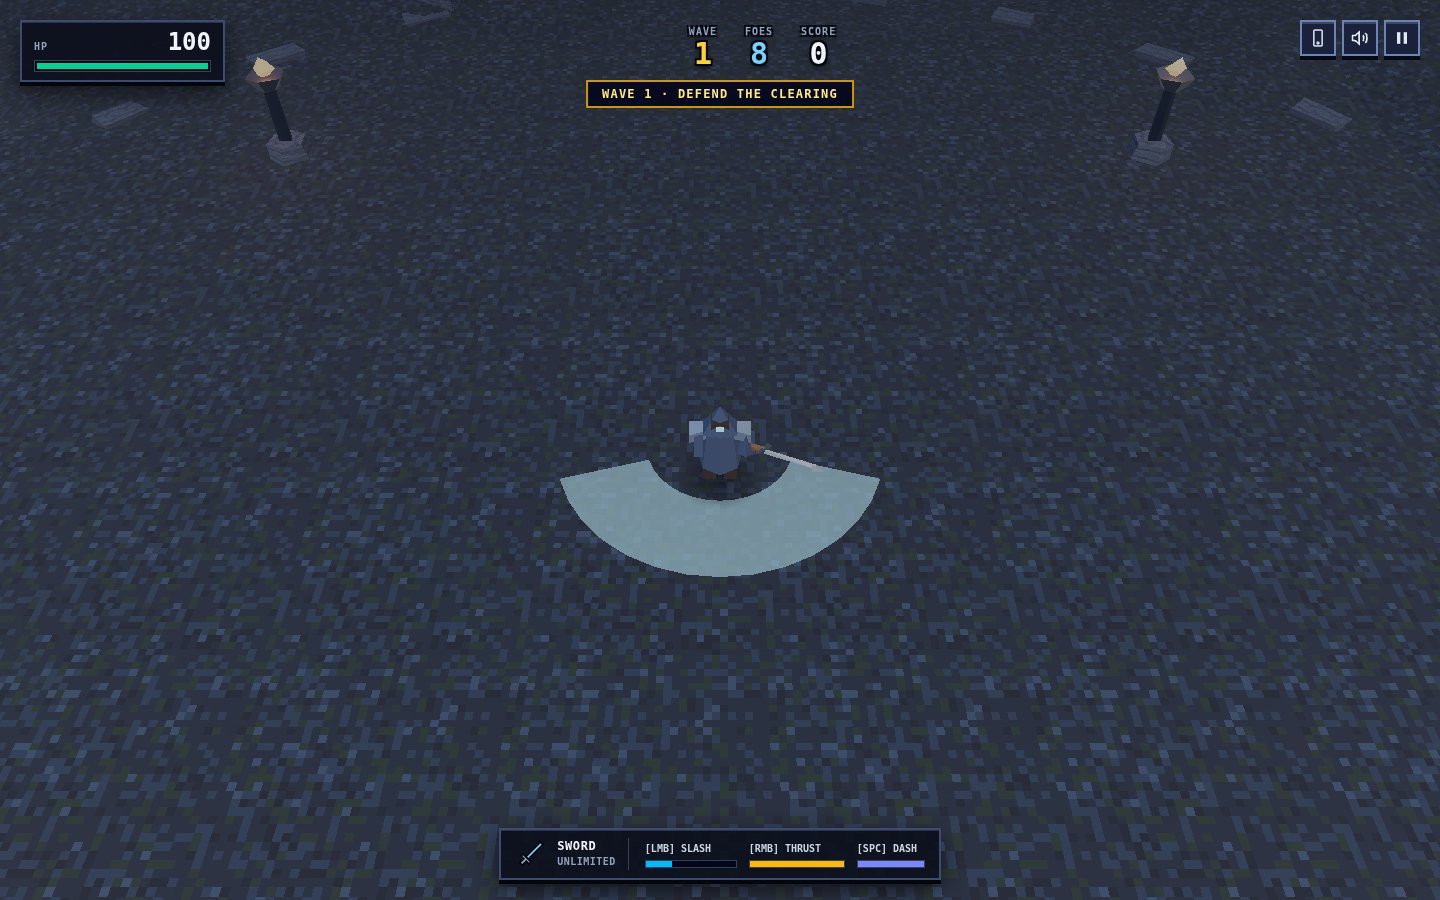 HP 100
WAVE FOES SCORE
1 8 0
WAVE 1 · DEFEND THE CLEARING
SWORD
UNLIMITED
[LMB] SLASH
[RMB] THRUST
[SPC] DASH